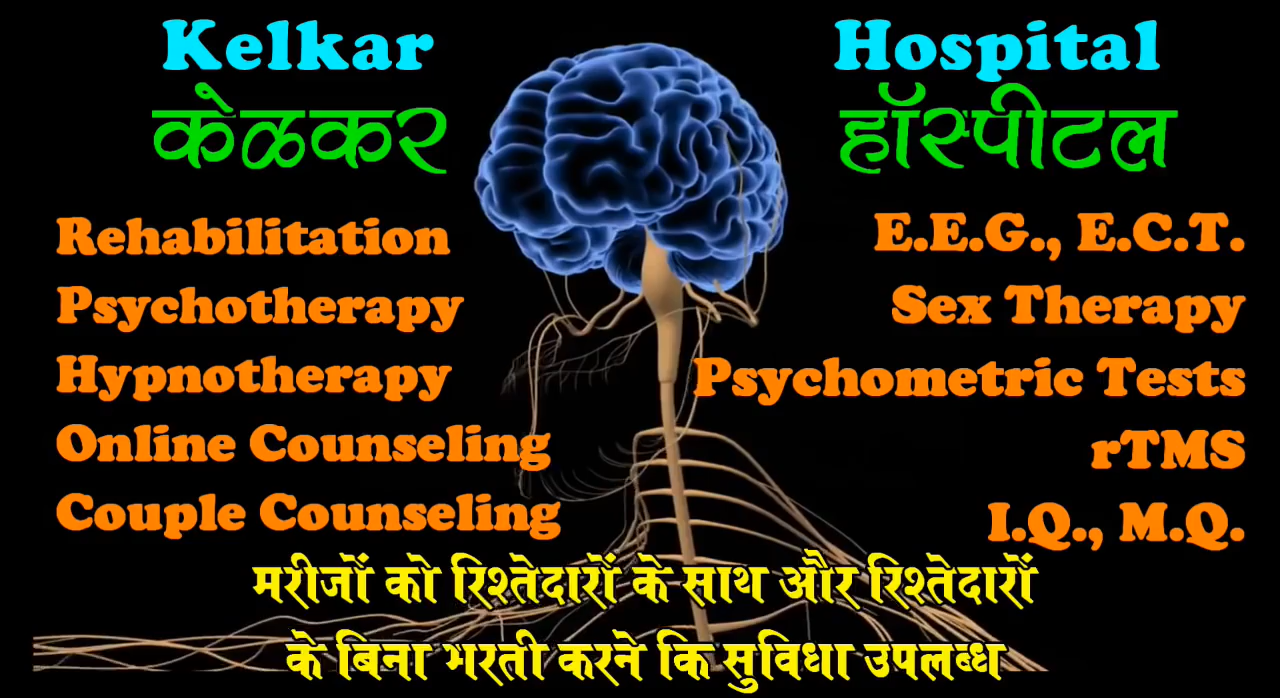 Kelkar Hospital
केळकर हॉस्पीटल
Rehabilitation
Psychotherapy
Hypnotherapy
Online Counseling
Couple Counseling
E.E.G., E.C.T.
Sex Therapy
Psychometric Tests
rTMS
I.Q., M.Q.
मरीजों को रिश्तेदारों के साथ और रिश्तेदारों
के बिना भरती करने कि सुविधा उपलब्ध